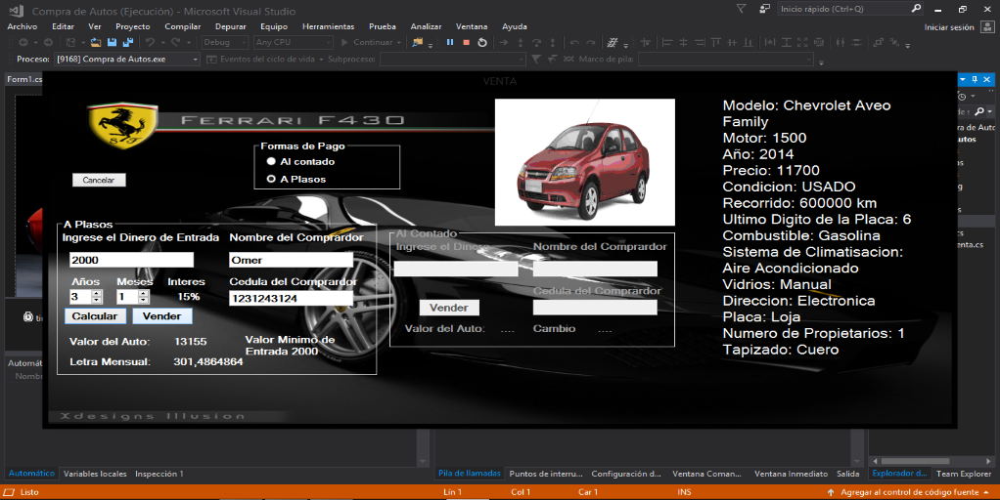 Compra de Autos (Ejecución) - Microsoft Visual Studio
Inicio rápido (Ctrl+Q)
Archivo Editar Ver Proyecto Compilar Depurar Equipo Herramientas Prueba Analizar Ventana Ayuda
Iniciar sesión
Debug Any CPU Continuar
Proceso: [9168] Compra de Autos.exe Eventos del ciclo de vida Subproceso: Marco de pila:
Form1.cs
VENTA
FERRARI F430
Formas de Pago
Al contado
A Plasos
Cancelar
A Plasos
Ingrese el Dinero de Entrada Nombre del Comprardor
2000 Omer
Años Meses Interes Cedula del Comprardor
3 1 15% 1231243124
Calcular Vender
Valor del Auto: 13155 Valor Minimo de
Entrada 2000
Letra Mensual: 301,4864864
Al Contado
Ingrese el Dinero Nombre del Comprardor
Cedula del Comprardor
Vender
Valor del Auto: .... Cambio ....
Modelo: Chevrolet Aveo
Family
Motor: 1500
Año: 2014
Precio: 11700
Condicion: USADO
Recorrido: 600000 km
Ultimo Digito de la Placa: 6
Combustible: Gasolina
Sistema de Climatisacion:
Aire Acondicionado
Vidrios: Manual
Direccion: Electronica
Placa: Loja
Numero de Propietarios: 1
Tapizado: Cuero
Xdesigns Illusion
Automát
Nombr
ra de Auto
utos
cs
venta.cs
Automático Variables locales Inspección 1
Pila de llamadas Puntos de interru... Configuración d... Ventana Coman... Ventana Inmediato Salida
Explorador d... Team Explorer
Listo Lín 1 Col 1 Car 1 INS Agregar al control de código fuente